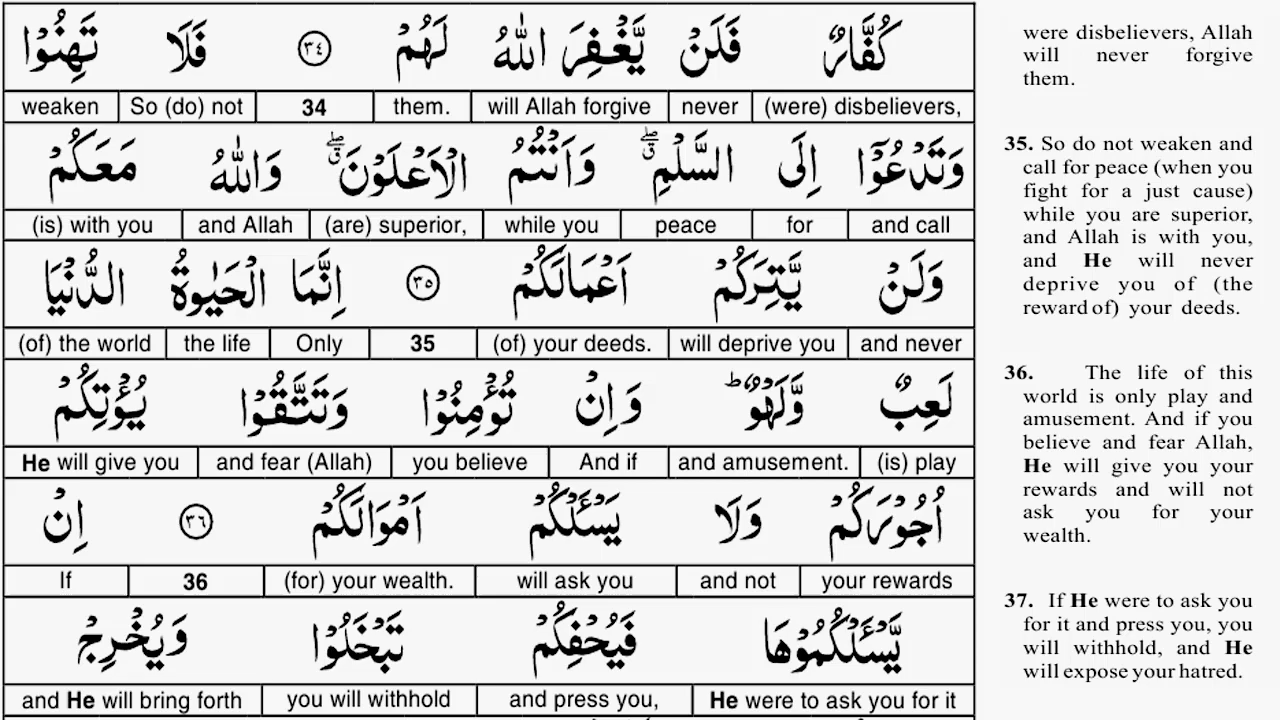 كُفَّارٌ فَلَنْ يَّغْفِرَ اللّٰهُ لَهُمْ ۝٣٤ فَلَا تَهِنُوْا
(were) disbelievers, never will Allah forgive them. 34 So (do) not weaken
وَتَدْعُوْٓا اِلَى السَّلْمِ ۖۗ وَاَنْتُمُ الْاَعْلَوْنَ ۖۗ وَاللّٰهُ مَعَكُمْ
and call for peace while you (are) superior, and Allah (is) with you
وَلَنْ يَّتِرَكُمْ اَعْمَالَكُمْ ۝٣٥ اِنَّمَا الْحَيٰوةُ الدُّنْيَا
and never will deprive you (of) your deeds. 35 Only the life (of) the world
لَعِبٌ وَّلَهْوٌ ؕ وَاِنْ تُؤْمِنُوْا وَتَتَّقُوْا يُؤْتِكُمْ
(is) play and amusement. And if you believe and fear (Allah) He will give you
اُجُوْرَكُمْ وَلَا يَسْـَٔلْكُمْ اَمْوَالَكُمْ ۝٣٦ اِنْ
your rewards and not will ask you (for) your wealth. 36 If
يَّسْـَٔلْكُمُوْهَا فَيُحْفِكُمْ تَبْخَلُوْا وَيُخْرِجْ
He were to ask you for it and press you, you will withhold and He will bring forth
were disbelievers, Allah
will never forgive
them.
35. So do not weaken and
call for peace (when you
fight for a just cause)
while you are superior,
and Allah is with you,
and He will never
deprive you of (the
reward of) your deeds.
36. The life of this
world is only play and
amusement. And if you
believe and fear Allah,
He will give you your
rewards and will not
ask you for your
wealth.
37. If He were to ask you
for it and press you, you
will withhold, and He
will expose your hatred.